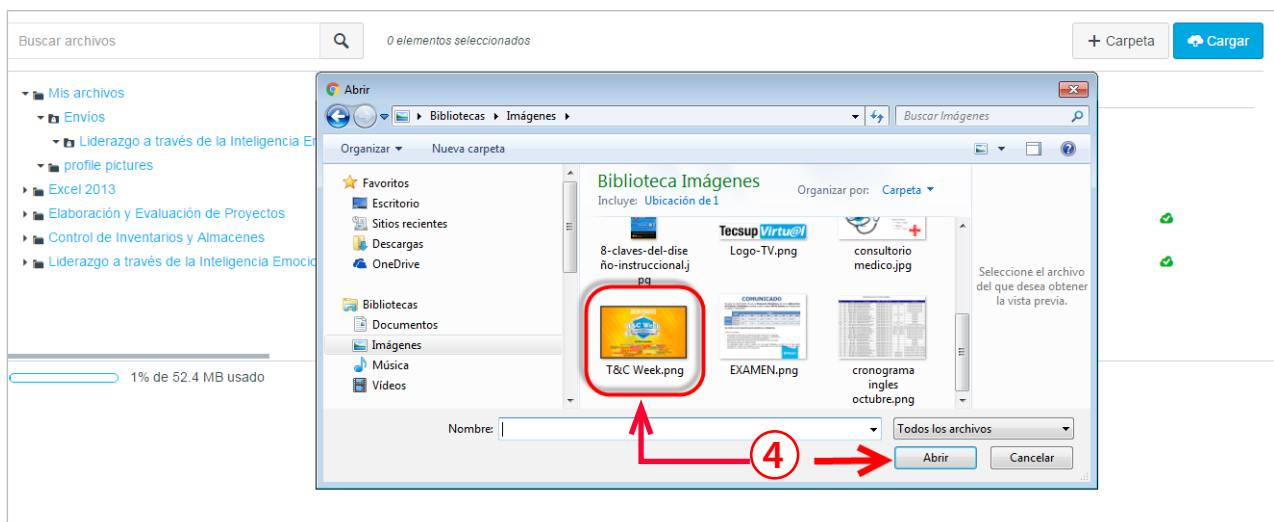 Buscar archivos
0 elementos seleccionados
+ Carpeta
Cargar
Mis archivos
Envíos
Liderazgo a través de la Inteligencia
profile pictures
Excel 2013
Elaboración y Evaluación de Proyectos
Control de Inventarios y Almacenes
Liderazgo a través de la Inteligencia
1% de 52.4 MB usado
Abrir
Bibliotecas
Imágenes
Buscar Imágenes
Organizar
Nueva carpeta
Favoritos
Escritorio
Sitios recientes
Descargas
OneDrive
Bibliotecas
Documentos
Imágenes
Música
Vídeos
Biblioteca Imágenes
Incluye: Ubicación de 1
Organizar por: Carpeta
Tecsup Virtu@l
8-claves-del-dise
ño-instruccional.j
pg
Logo-TV.png
consultorio
medico.jpg
COMUNICADO
T&C Week
T&C Week.png
EXAMEN.png
cronograma
ingles
octubre.png
Seleccione el archivo
del que desea obtener
la vista previa.
Nombre:
Todos los archivos
4
Abrir
Cancelar